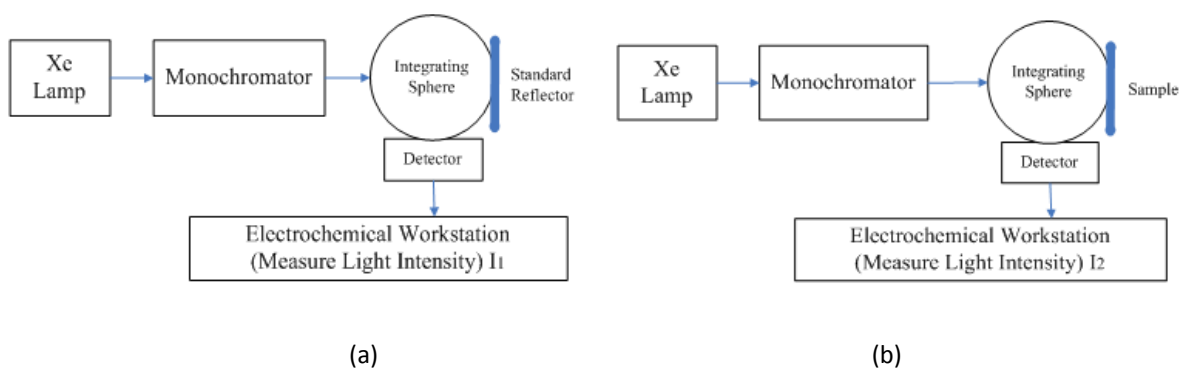 Xe
Lamp
Monochromator
Integrating
Sphere
Standard
Reflector
Detector
Electrochemical Workstation
(Measure Light Intensity) I1
(a)
Xe
Lamp
Monochromator
Integrating
Sphere
Sample
Detector
Electrochemical Workstation
(Measure Light Intensity) I2
(b)